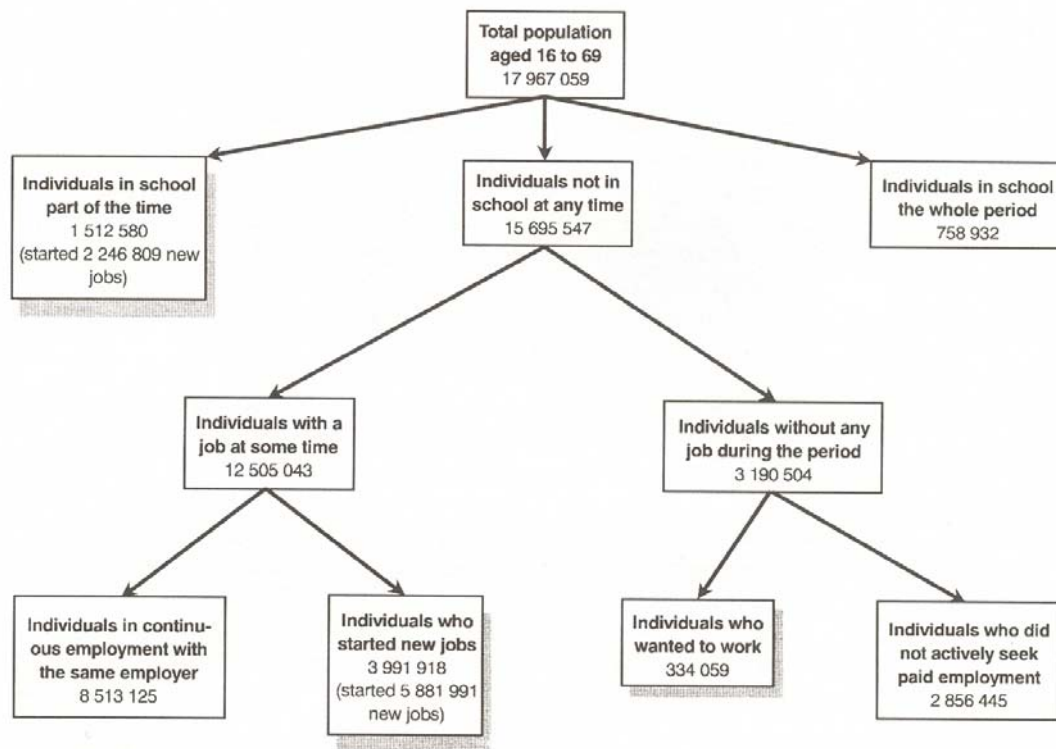 Total population
aged 16 to 69
17 967 059
Individuals in school
part of the time
1 512 580
(started 2 246 809 new
jobs)
Individuals not in
school at any time
15 695 547
Individuals in school
the whole period
758 932
Individuals with a
job at some time
12 505 043
Individuals without any
job during the period
3 190 504
Individuals in continu-
ous employment with
the same employer
8 513 125
Individuals who
started new jobs
3 991 918
(started 5 881 991
new jobs)
Individuals who
wanted to work
334 059
Individuals who did
not actively seek
paid employment
2 856 445